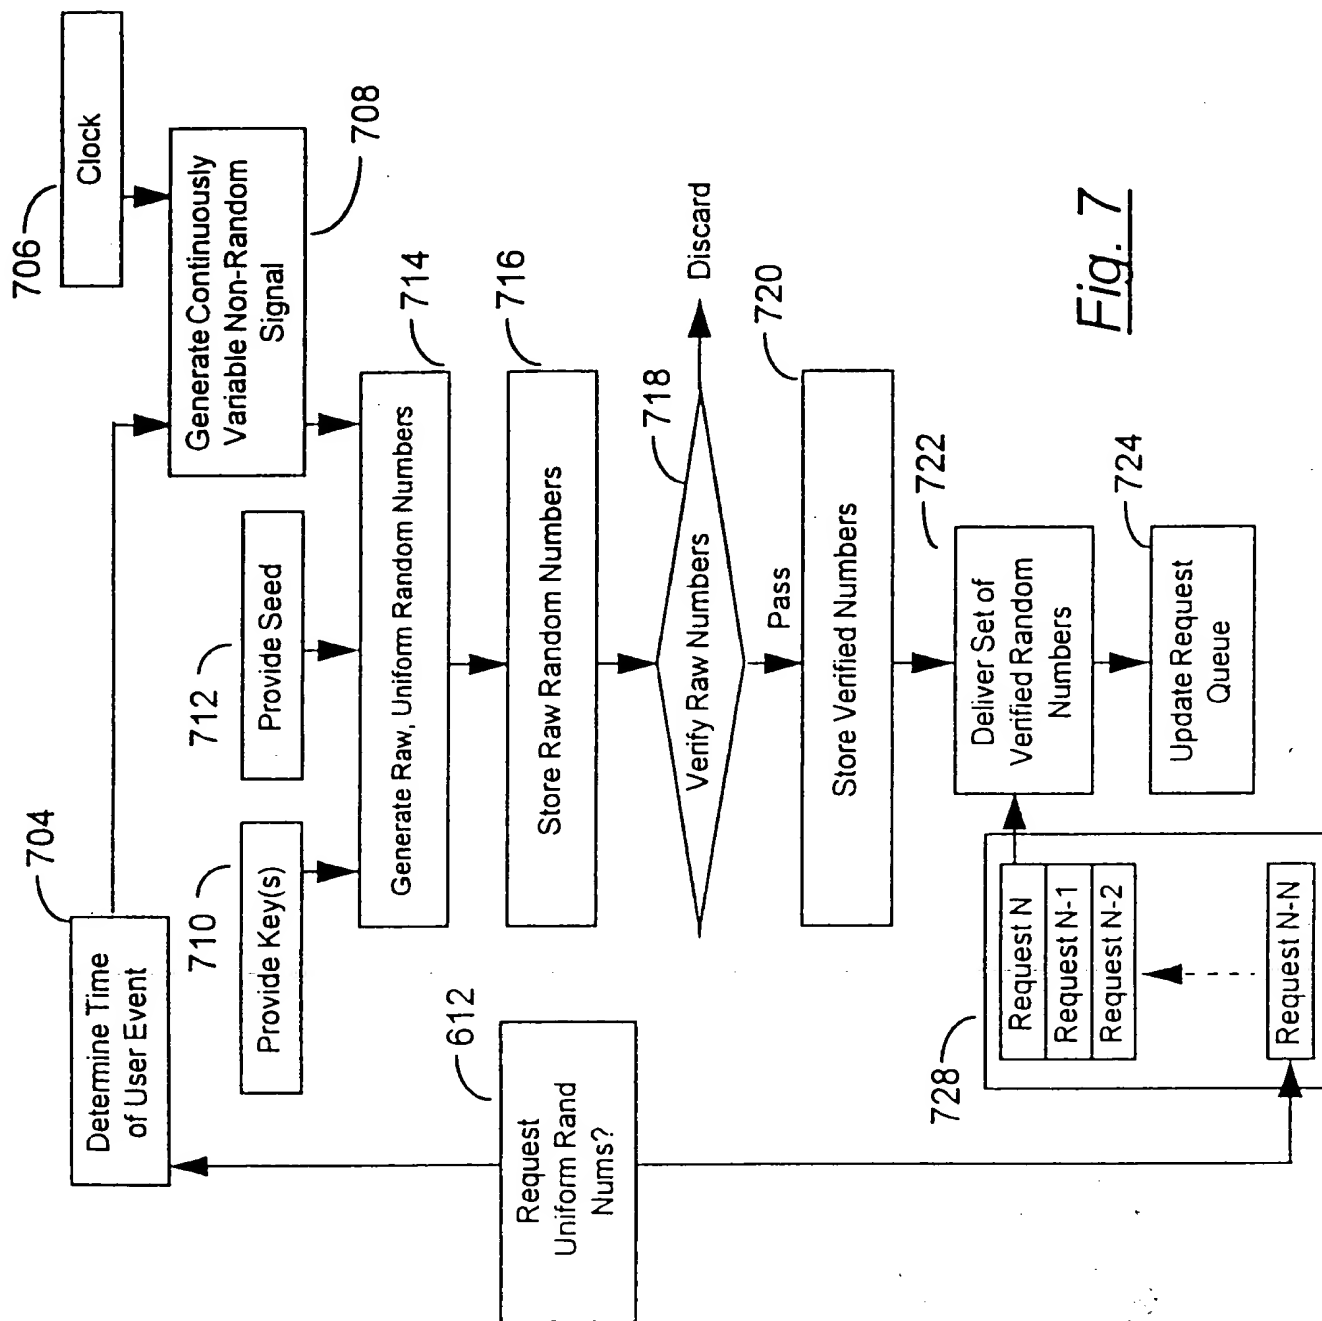 706
Clock
708
Generate Continuously
Variable Non-Random
Signal
704
Determine Time
of User Event
710
Provide Key(s)
712
Provide Seed
714
Generate Raw, Uniform Random Numbers
716
Store Raw Random Numbers
718
Verify Raw Numbers
Discard
Pass
720
Store Verified Numbers
612
Request
Uniform Rand
Nums?
722
Deliver Set of
Verified Random
Numbers
724
Update Request
Queue
728
Request N
Request N-1
Request N-2
Request N-N
Fig. 7